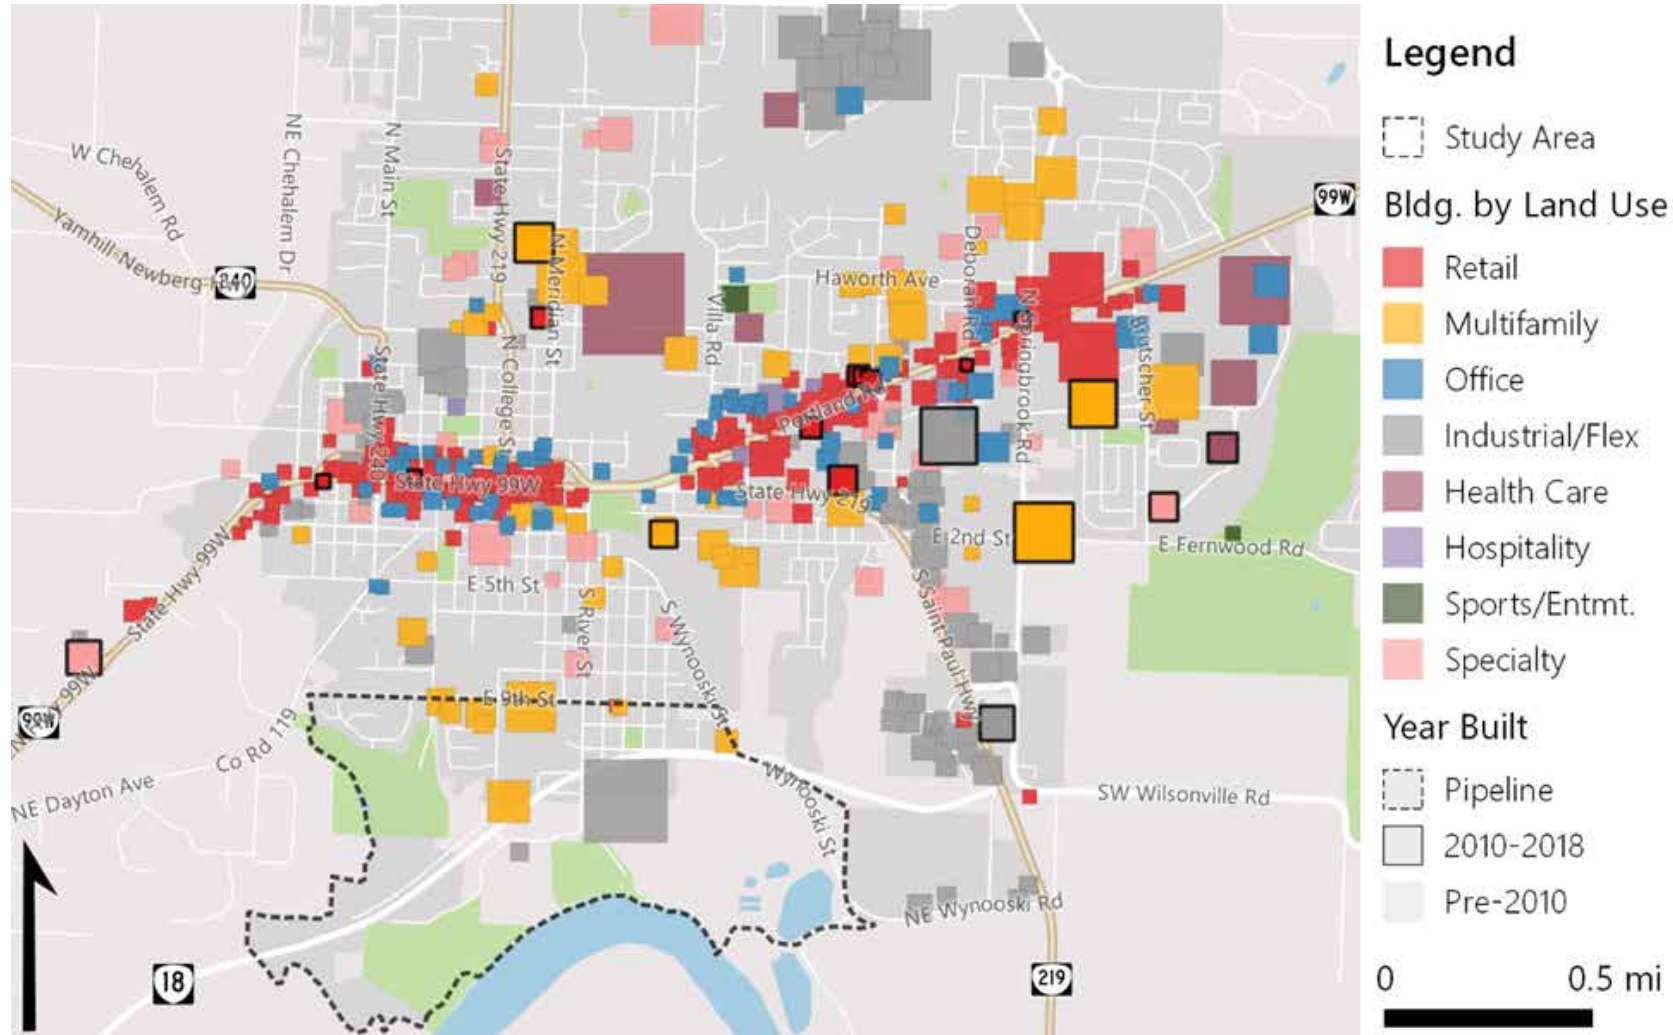 W Chehalem Rd
NE Chehalem Dr
N Main St
State Hwy 219
99W
Yamhill-Newberg
240
N Meridian St
Haworth Ave
Deborah Rd
Villa Rd
N College St
State Hwy 240
N Springbrook Rd
Brutscher St
Portland Rd
State Hwy 99W
State Hwy 99W
State Hwy 219
E 2nd St
E Fernwood Rd
E 5th St
S River St
S Wynooski St
S Saint Paul Hwy
99W
99W
E 9th St
Co Rd 119
NE Dayton Ave
Wynooski St
SW Wilsonville Rd
NE Wynooski Rd
18
219
Legend
Study Area
Bldg. by Land Use
Retail
Multifamily
Office
Industrial/Flex
Health Care
Hospitality
Sports/Entmt.
Specialty
Year Built
Pipeline
2010-2018
Pre-2010
0 0.5 mi